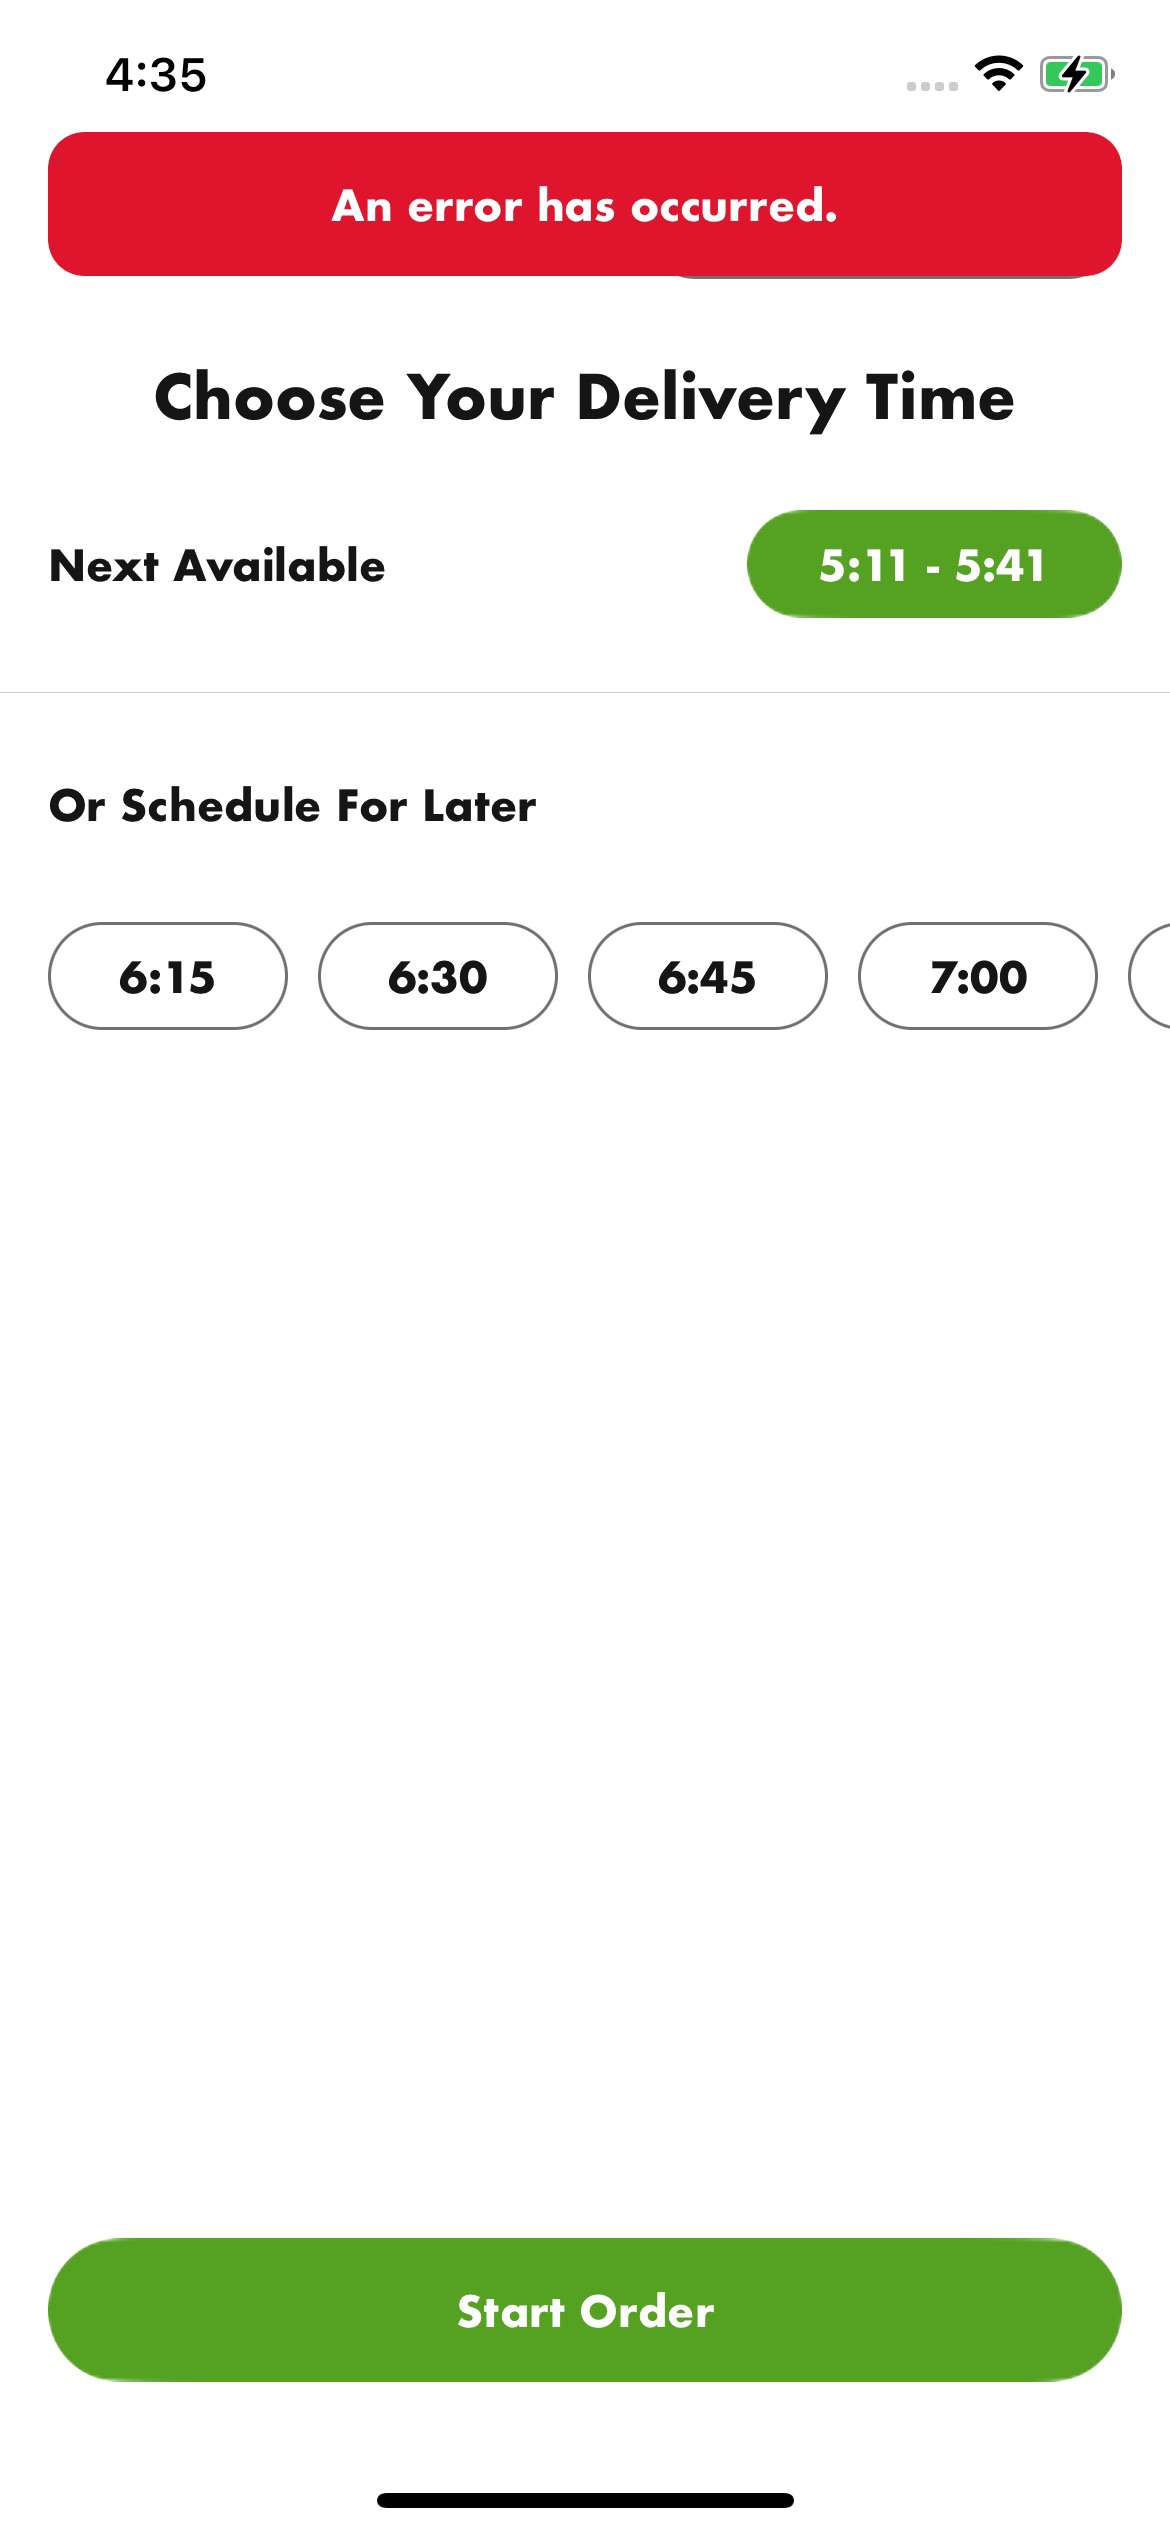 4:35
An error has occurred.
Choose Your Delivery Time
Next Available
5:11 - 5:41
Or Schedule For Later
6:15
6:30
6:45
7:00
Start Order